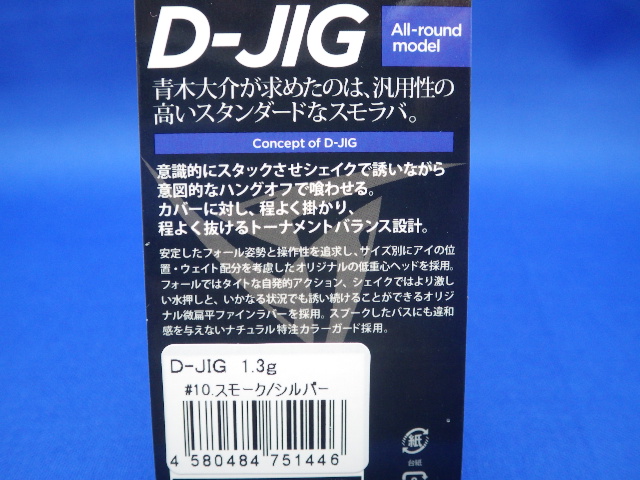 D-JIG
All-round
model
青木大介が求めたのは、汎用性の
高いスタンダードなスモラバ。
Concept of D-JIG
意識的にスタックさせシェイクで誘いながら
意図的なハングオフで喰わせる。
カバーに対し、程よく掛かり、
程よく抜けるトーナメントバランス設計。
安定したフォール姿勢と操作性を追求し、サイズ別にアイの位
置・ウェイト配分を考慮したオリジナルの低重心ヘッドを採用。
フォールではタイトな自発的アクション、シェイクではより激し
い水押しと、いかなる状況でも誘い続けることができるオリジ
ナル微扁平ファインラバーを採用。スプークしたバスにも違和
感を与えないナチュラル特注カラーガード採用。
D-JIG 1.3g
#10.スモーク/シルバー
4 580484 751446
紙
台紙